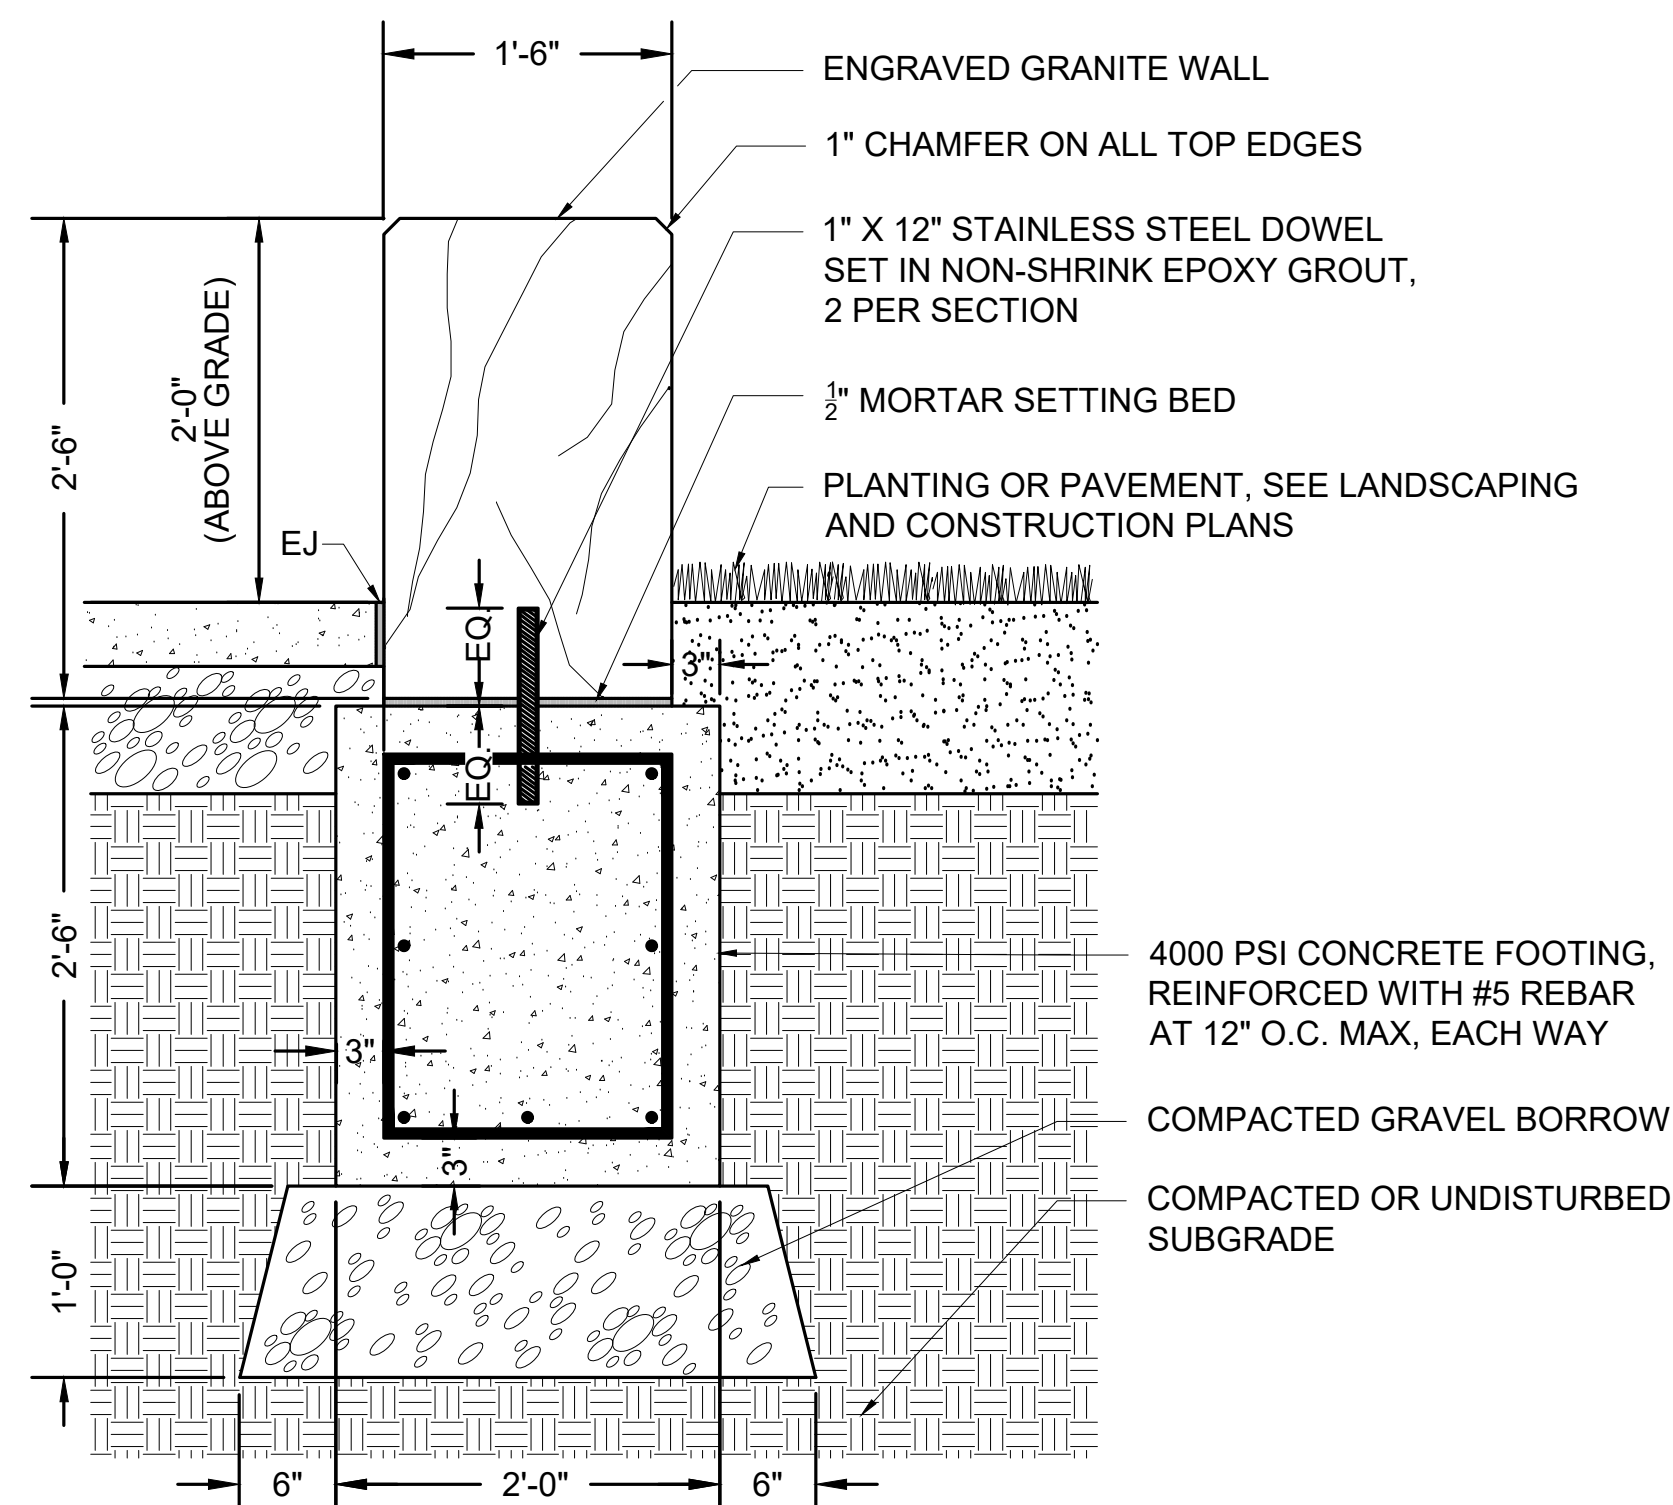 1'-6"
ENGRAVED GRANITE WALL
1" CHAMFER ON ALL TOP EDGES
1" X 12" STAINLESS STEEL DOWEL
SET IN NON-SHRINK EPOXY GROUT,
2 PER SECTION
2'-0"
(ABOVE GRADE)
2'-6"
½" MORTAR SETTING BED
PLANTING OR PAVEMENT, SEE LANDSCAPING
AND CONSTRUCTION PLANS
EJ
EQ.
3"
EQ.
2'-6"
4000 PSI CONCRETE FOOTING,
REINFORCED WITH #5 REBAR
AT 12" O.C. MAX, EACH WAY
3"
COMPACTED GRAVEL BORROW
3"
COMPACTED OR UNDISTURBED
SUBGRADE
1'-0"
6"
2'-0"
6"